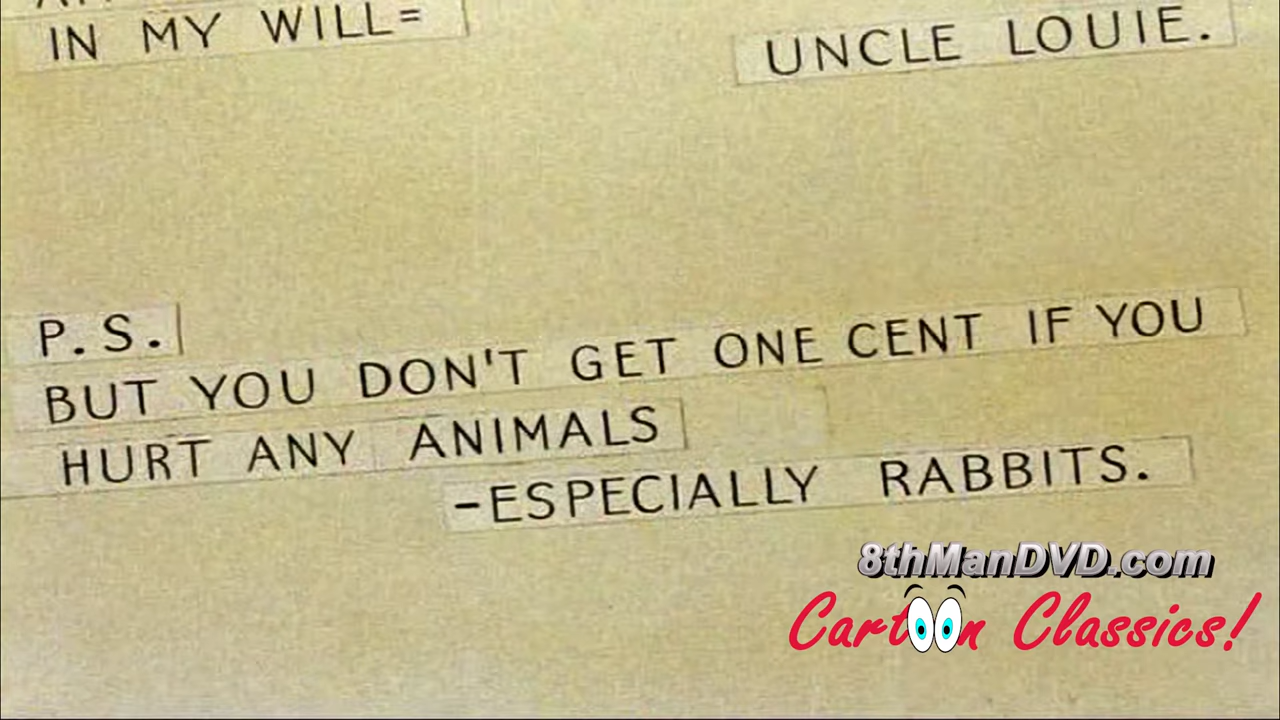 IN MY WILL=
UNCLE LOUIE.
P.S.
BUT YOU DON'T GET ONE CENT IF YOU
HURT ANY ANIMALS
-ESPECIALLY RABBITS.
8thManDVD.com
Cartoon Classics!